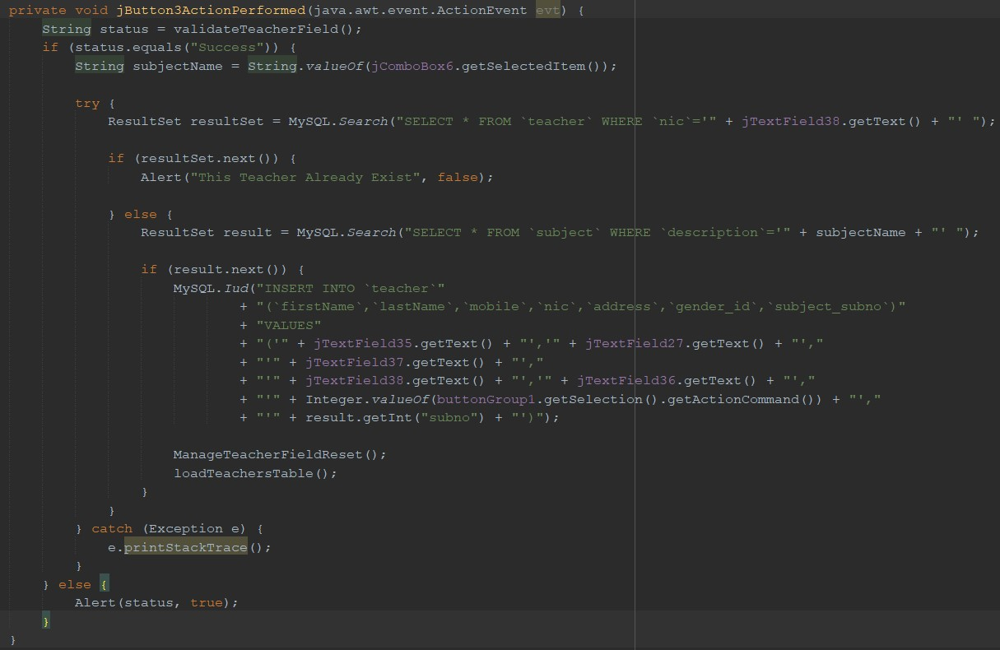 private void jButton3ActionPerformed(java.awt.event.ActionEvent evt) {
    String status = validateTeacherField();
    if (status.equals("Success")) {
        String subjectName = String.valueOf(jComboBox6.getSelectedItem());
        try {
            ResultSet resultSet = MySQL.Search("SELECT * FROM `teacher` WHERE `nic`='" + jTextField38.getText() + "' ");
            if (resultSet.next()) {
                Alert("This Teacher Already Exist", false);
            } else {
                ResultSet result = MySQL.Search("SELECT * FROM `subject` WHERE `description`='" + subjectName + "' ");
                if (result.next()) {
                    MySQL.Iud("INSERT INTO `teacher`"
                            + "(`firstName`,`lastName`,`mobile`,`nic`,`address`,`gender_id`,`subject_subno`)"
                            + "VALUES"
                            + "('" + jTextField35.getText() + "','" + jTextField27.getText() + "',"
                            + "'" + jTextField37.getText() + "',"
                            + "'" + jTextField38.getText() + "','" + jTextField36.getText() + "',"
                            + "'" + Integer.valueOf(buttonGroup1.getSelection().getActionCommand()) + "',"
                            + "'" + result.getInt("subno") + "')");
                    ManageTeacherFieldReset();
                    loadTeachersTable();
                }
            }
        } catch (Exception e) {
            e.printStackTrace();
        }
    } else {
        Alert(status, true);
    }
}